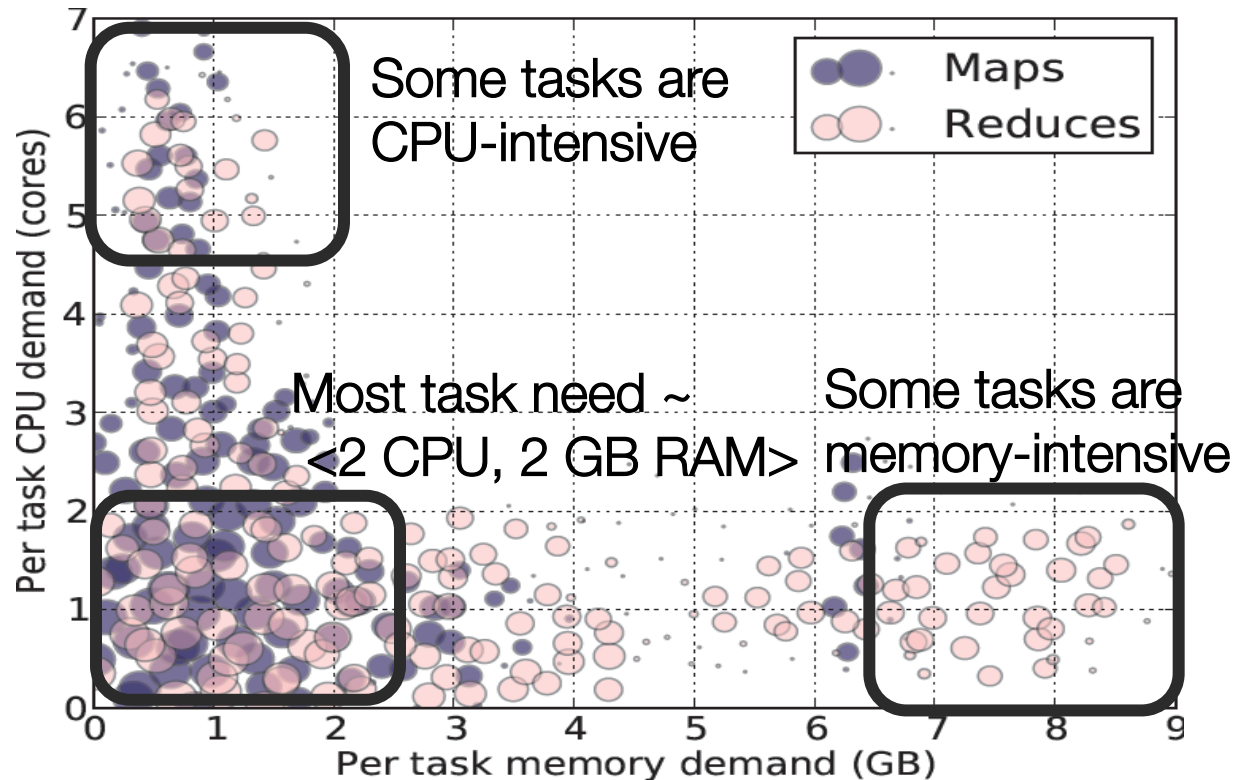 7
6
5
4
3
2
1
0
Per task CPU demand (cores)
Some tasks are
CPU-intensive
Maps
Reduces
Most task need ~
<2 CPU, 2 GB RAM>
Some tasks are
memory-intensive
0 1 2 3 4 5 6 7 8 9
Per task memory demand (GB)